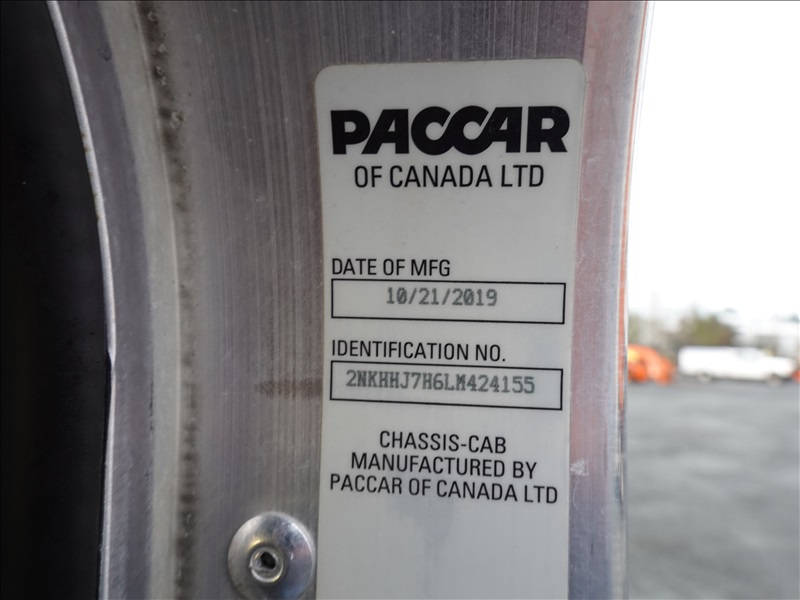 PACCAR
OF CANADA LTD
DATE OF MFG
10/21/2019
IDENTIFICATION NO.
2NKHHJ7H6LM424155
CHASSIS-CAB
MANUFACTURED BY
PACCAR OF CANADA LTD